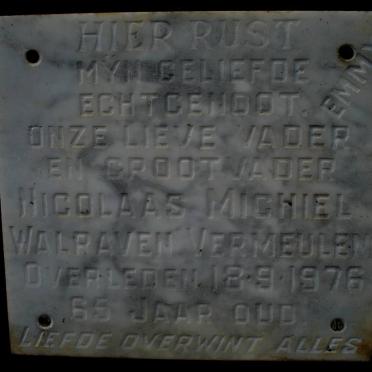 HIER RUST
MYN GELIEFDE
ECHTGENOOT.
EMMY
ONZE LIEVE VADER
EN GROOTVADER
NICOLAAS MICHIEL
WALRAVEN VERMEULEN
OVERLEDEN 18·9·1976
65 JAAR OUD
LIEFDE OVERWINT ALLES